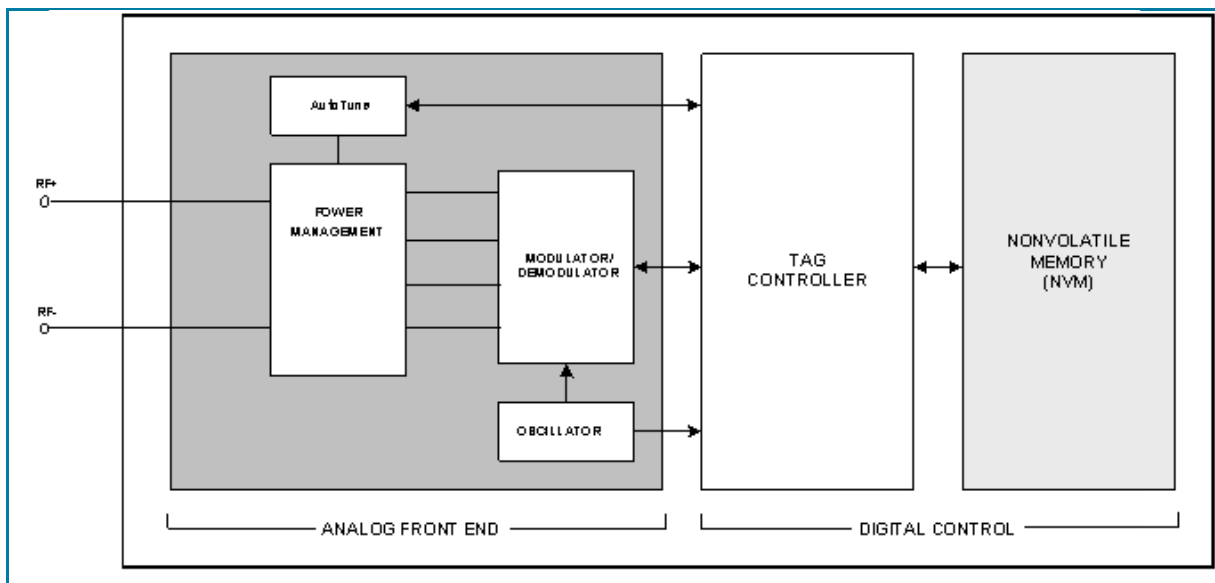 AutoTune
RF+
POWER
MANAGEMENT
MODULATOR/
DEMODULATOR
RF-
OSCILLATOR
TAG
CONTROLLER
NONVOLATILE
MEMORY
(NVM)
ANALOG FRONT END
DIGITAL CONTROL